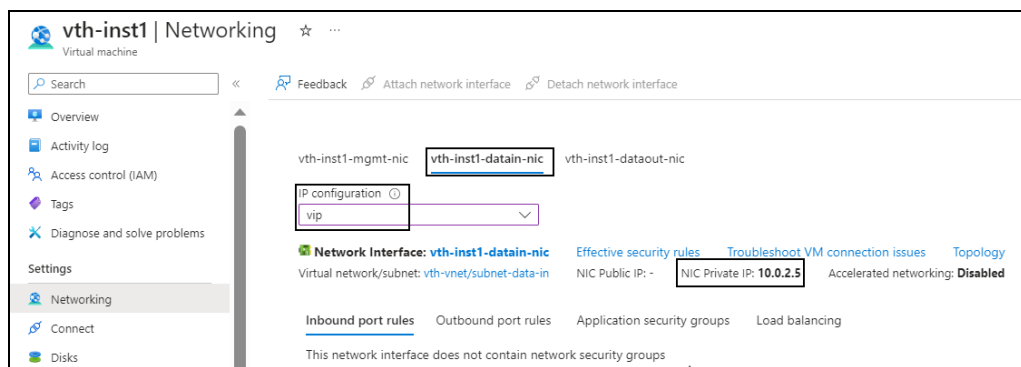 vth-inst1 | Networking ☆ ...
Virtual machine
Search «
Feedback Attach network interface Detach network interface
Overview
Activity log
Access control (IAM)
Tags
Diagnose and solve problems
Settings
Networking
Connect
Disks
vth-inst1-mgmt-nic vth-inst1-datain-nic vth-inst1-dataout-nic
IP configuration
vip
Network Interface: vth-inst1-datain-nic Effective security rules Troubleshoot VM connection issues Topology
Virtual network/subnet: vth-vnet/subnet-data-in NIC Public IP: - NIC Private IP: 10.0.2.5 Accelerated networking: Disabled
Inbound port rules Outbound port rules Application security groups Load balancing
This network interface does not contain network security groups